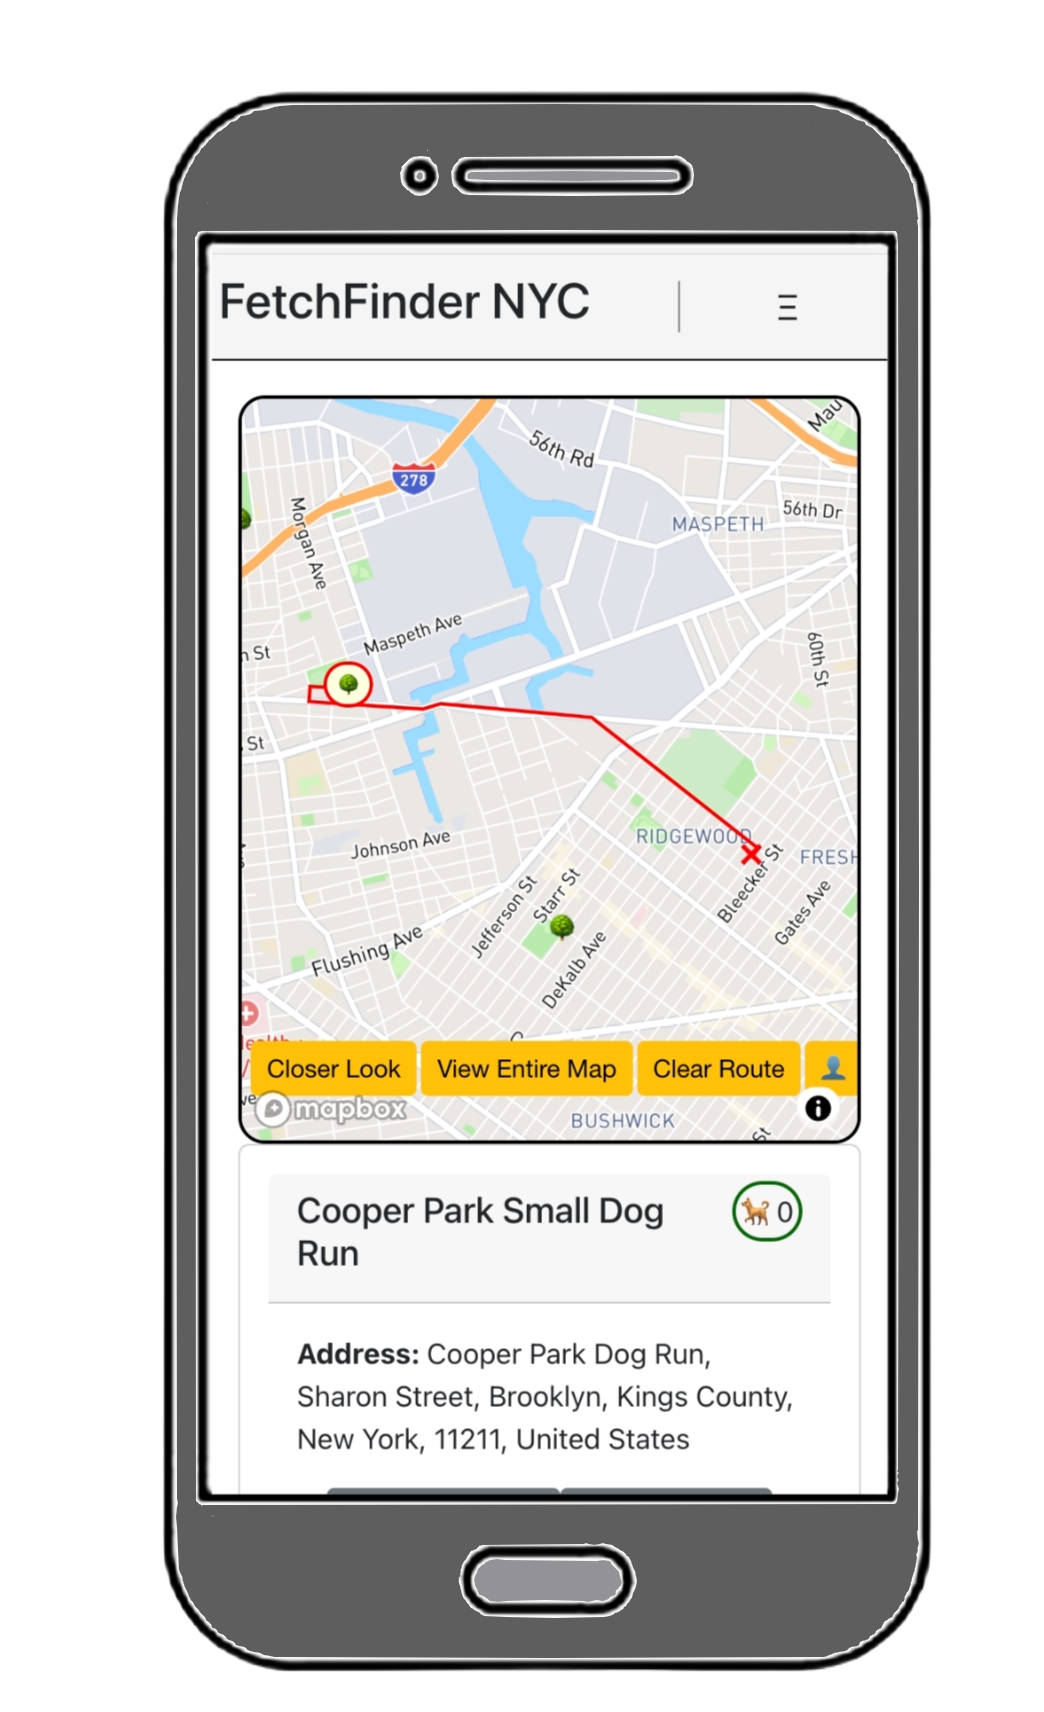 FetchFinder NYC
Mau
56th Rd
278
56th Dr
MASPETH
Morgan Ave
Maspeth Ave
60th St
St
St
Johnson Ave
RIDGEWOOD
Bleecker St
FRESH
Gates Ave
Jefferson St
Starr St
DeKalb Ave
Flushing Ave
Closer Look View Entire Map Clear Route
mapbox
BUSHWICK
St
Cooper Park Small Dog
Run
0
Address: Cooper Park Dog Run,
Sharon Street, Brooklyn, Kings County,
New York, 11211, United States